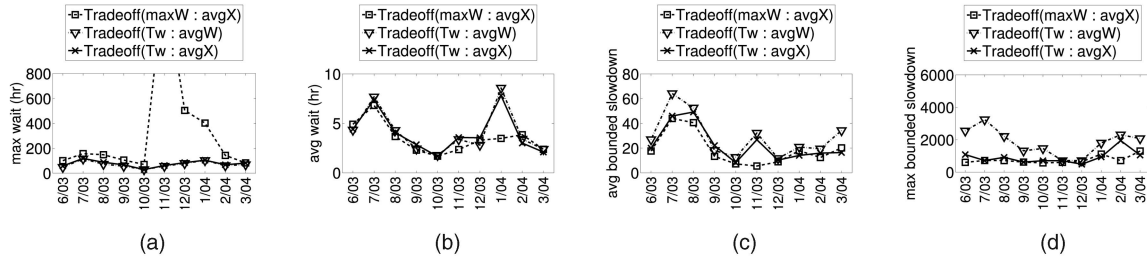 Tradeoff(maxW : avgX)
Tradeoff(Tw : avgW)
Tradeoff(Tw : avgX)
max wait (hr)
800
600
400
200
0
6/03 7/03 8/03 9/03 10/03 11/03 12/03 1/04 2/04 3/04
(a)
Tradeoff(maxW : avgX)
Tradeoff(Tw : avgW)
Tradeoff(Tw : avgX)
avg wait (hr)
10
5
0
6/03 7/03 8/03 9/03 10/03 11/03 12/03 1/04 2/04 3/04
(b)
Tradeoff(maxW : avgX)
Tradeoff(Tw : avgW)
Tradeoff(Tw : avgX)
avg bounded slowdown
80
60
40
20
0
6/03 7/03 8/03 9/03 10/03 11/03 12/03 1/04 2/04 3/04
(c)
Tradeoff(maxW : avgX)
Tradeoff(Tw : avgW)
Tradeoff(Tw : avgX)
max bounded slowdown
6000
4000
2000
0
6/03 7/03 8/03 9/03 10/03 11/03 12/03 1/04 2/04 3/04
(d)